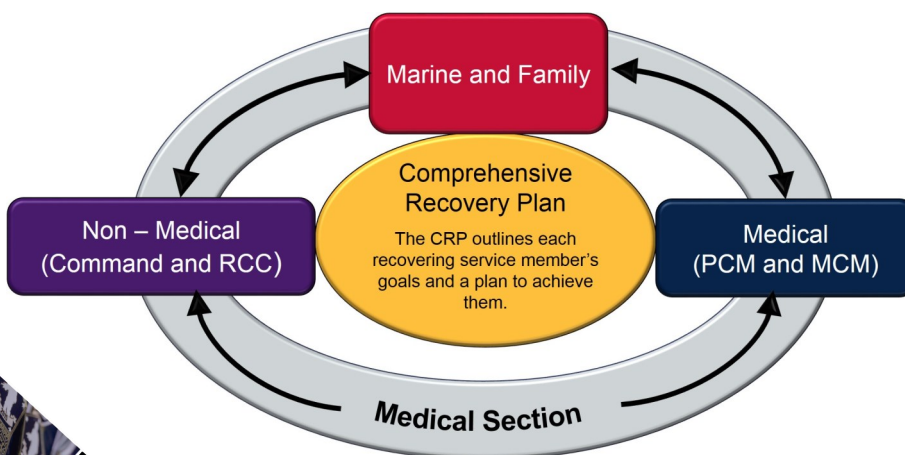 Marine and Family
Comprehensive
Recovery Plan
The CRP outlines each
recovering service member's
goals and a plan to achieve
them.
Non – Medical
(Command and RCC)
Medical
(PCM and MCM)
Medical Section